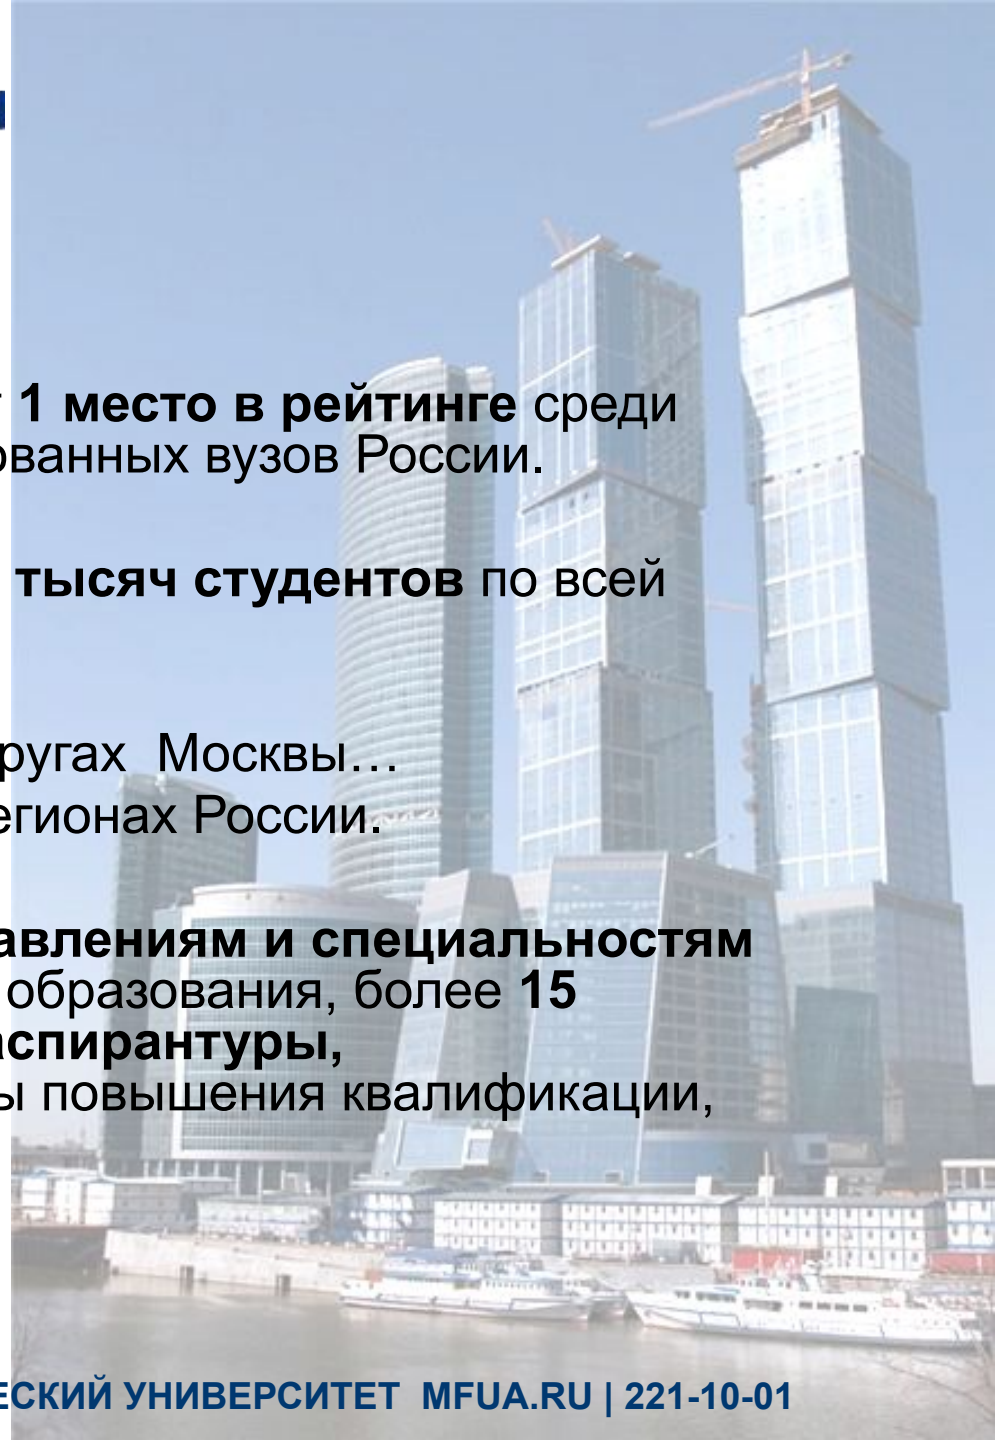 1 место в рейтинге среди
ованных вузов России.
тысяч студентов по всей
ругах Москвы…
егионах России.
авлениям и специальностям
образования, более 15
аспирантуры,
ы повышения квалификации,
ЕСКИЙ УНИВЕРСИТЕТ MFUA.RU | 221-10-01